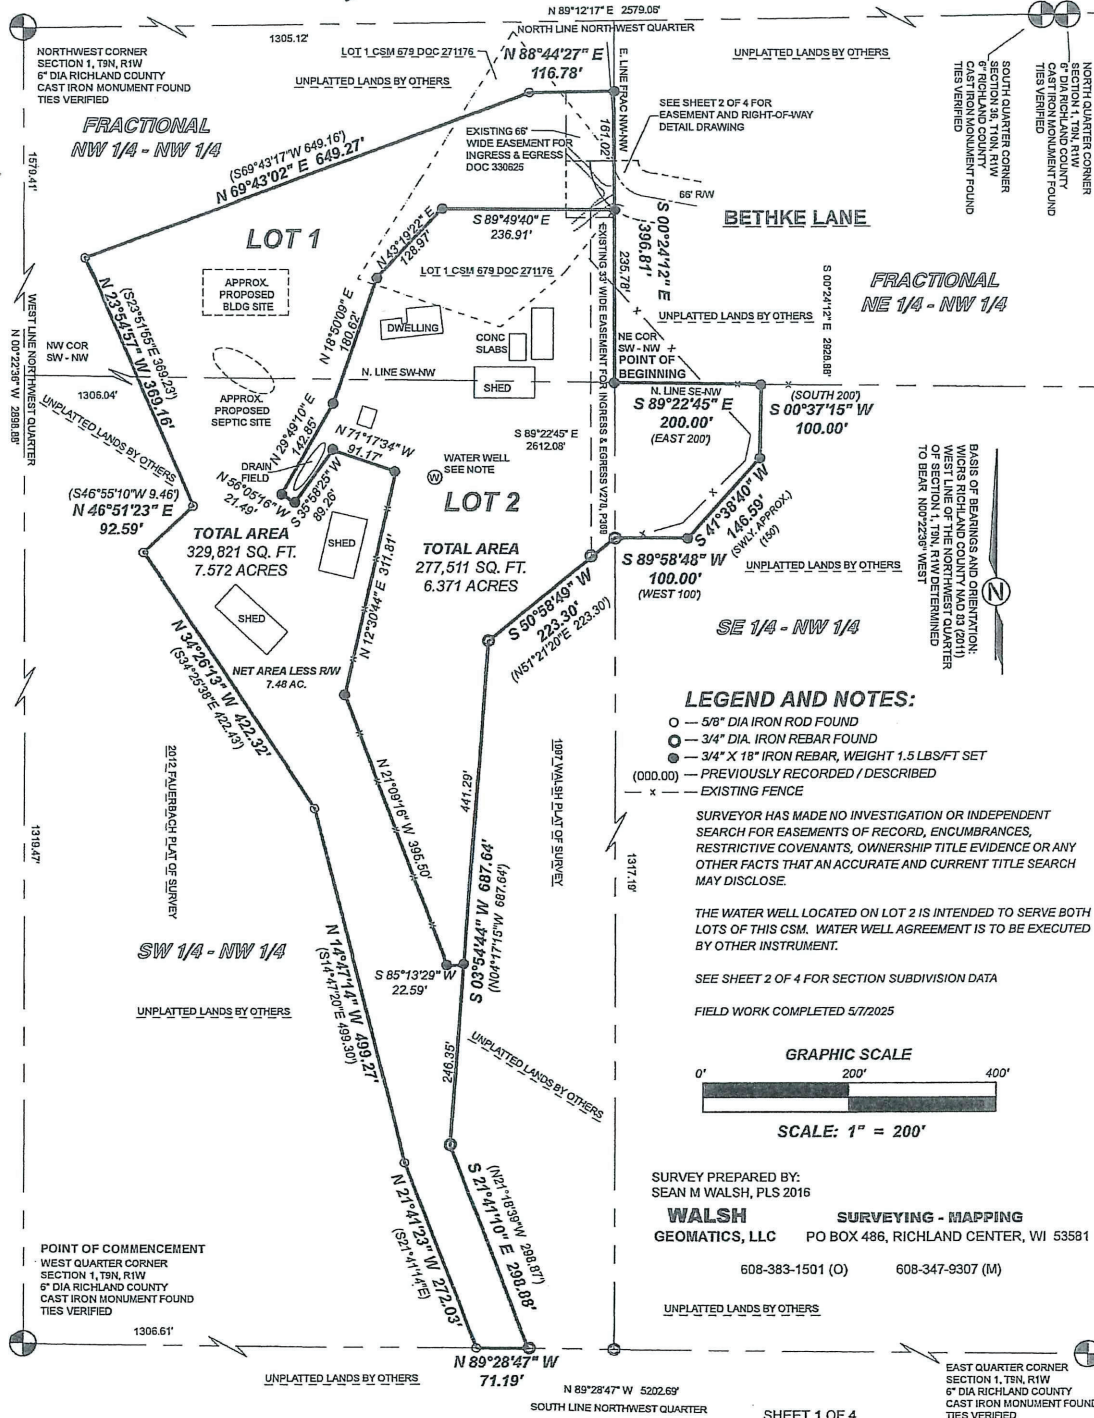 N 89°12'17" E 2579.06'
NORTH LINE NORTHWEST QUARTER
1305.12'
NORTHWEST CORNER
SECTION 1, T9N, R1W
6" DIA RICHLAND COUNTY
CAST IRON MONUMENT FOUND
TIES VERIFIED
LOT 1 CSM 679 DOC 271176
UNPLATTED LANDS BY OTHERS
N 88°44'27" E
116.78'
E. LINE FRAC NW-NW
UNPLATTED LANDS BY OTHERS
SOUTH QUARTER CORNER
SECTION 36, T10N, R1W
6" RICHLAND COUNTY
CAST IRON MONUMENT FOUND
TIES VERIFIED
NORTH QUARTER CORNER
SECTION 1, T9N, R1W
6" DIA RICHLAND COUNTY
CAST IRON MONUMENT FOUND
TIES VERIFIED
FRACTIONAL
NW 1/4 - NW 1/4
(S69°43'17"W 649.16')
N 69°43'02" E 649.27'
EXISTING 66'
WIDE EASEMENT FOR
INGRESS & EGRESS
DOC 330625
161.02'
SEE SHEET 2 OF 4 FOR
EASEMENT AND RIGHT-OF-WAY
DETAIL DRAWING
66' R/W
1579.41'
BETHKE LANE
LOT 1
N 43°19'22" E
128.97'
S 89°49'40" E
236.91'
S 00°24'12" E
396.81'
235.78'
EXISTING 33' WIDE EASEMENT FOR INGRESS & EGRESS V278, P309
LOT 1 CSM 679 DOC 271176
FRACTIONAL
NE 1/4 - NW 1/4
S 00°24'12" E 2928.88'
APPROX.
PROPOSED
BLDG SITE
N 18°50'09" E
180.62'
DWELLING
CONC
SLABS
UNPLATTED LANDS BY OTHERS
N 23°54'57" W 369.16'
(S23°51'55"E 369.23')
WEST LINE NORTHWEST QUARTER
N 00°22'36" W 2898.88'
NW COR
SW - NW
1306.04'
UNPLATTED LANDS BY OTHERS
N. LINE SW-NW
SHED
NE COR
SW - NW
POINT OF
BEGINNING
N. LINE SE-NW
S 89°22'45" E
200.00'
(EAST 200')
(SOUTH 200')
S 00°37'15" W
100.00'
APPROX.
PROPOSED
SEPTIC SITE
N 29°49'10" E
142.85'
N 71°17'34" W
91.17'
S 89°22'45" E
2612.08'
DRAIN
FIELD
WATER WELL
SEE NOTE
W
N 56°05'16" W
21.49'
S 35°58'25" W
89.26'
LOT 2
(S46°55'10"W 9.46')
N 46°51'23" E
92.59'
TOTAL AREA
329,821 SQ. FT.
7.572 ACRES
SHED
TOTAL AREA
277,511 SQ. FT.
6.371 ACRES
S 41°38'40" W
146.59'
(SWLY. APPROX.)
(150')
S 89°58'48" W
100.00'
(WEST 100')
UNPLATTED LANDS BY OTHERS
BASIS OF BEARINGS AND ORIENTATION:
WICRS RICHLAND COUNTY NAD 83 (2011)
WEST LINE OF THE NORTHWEST QUARTER
OF SECTION 1, T9N, R1W DETERMINED
TO BEAR N00°22'36" WEST
N
SHED
N 12°30'44" E 311.81'
S 50°58'49" W
223.30'
(N51°21'20"E 223.30')
SE 1/4 - NW 1/4
N 34°26'13" W 422.32'
(S34°25'38"E 422.43')
NET AREA LESS R/W
7.48 AC.
LEGEND AND NOTES:
5/8" DIA IRON ROD FOUND
3/4" DIA. IRON REBAR FOUND
3/4" X 18" IRON REBAR, WEIGHT 1.5 LBS/FT SET
(000.00) — PREVIOUSLY RECORDED / DESCRIBED
— x — EXISTING FENCE
2012 FAUERBACH PLAT OF SURVEY
N 21°09'16" W 395.50'
441.29'
1997 WALSH PLAT OF SURVEY
1319.47'
1317.19'
SURVEYOR HAS MADE NO INVESTIGATION OR INDEPENDENT
SEARCH FOR EASEMENTS OF RECORD, ENCUMBRANCES,
RESTRICTIVE COVENANTS, OWNERSHIP TITLE EVIDENCE OR ANY
OTHER FACTS THAT AN ACCURATE AND CURRENT TITLE SEARCH
MAY DISCLOSE.
THE WATER WELL LOCATED ON LOT 2 IS INTENDED TO SERVE BOTH
LOTS OF THIS CSM. WATER WELL AGREEMENT IS TO BE EXECUTED
BY OTHER INSTRUMENT.
SEE SHEET 2 OF 4 FOR SECTION SUBDIVISION DATA
FIELD WORK COMPLETED 5/7/2025
SW 1/4 - NW 1/4
S 03°54'44" W 687.64'
(N04°17'15"W 687.64')
S 85°13'29" W
22.59'
N 14°47'14" W 499.27'
(S14°47'20"E 499.30')
UNPLATTED LANDS BY OTHERS
246.35'
UNPLATTED LANDS BY OTHERS
GRAPHIC SCALE
0' 200' 400'
SCALE: 1" = 200'
SURVEY PREPARED BY:
SEAN M WALSH, PLS 2016
WALSH SURVEYING - MAPPING
GEOMATICS, LLC PO BOX 486, RICHLAND CENTER, WI 53581
608-383-1501 (O) 608-347-9307 (M)
UNPLATTED LANDS BY OTHERS
S 21°41'10" E 298.88'
(N21°18'39"W 298.87')
N 21°41'23" W 272.03'
(S21°41'14"E)
POINT OF COMMENCEMENT
WEST QUARTER CORNER
SECTION 1, T9N, R1W
6" DIA RICHLAND COUNTY
CAST IRON MONUMENT FOUND
TIES VERIFIED
1306.61'
UNPLATTED LANDS BY OTHERS
N 89°28'47" W
71.19'
N 89°28'47" W 5202.69'
SOUTH LINE NORTHWEST QUARTER
EAST QUARTER CORNER
SECTION 1, T9N, R1W
6" DIA RICHLAND COUNTY
CAST IRON MONUMENT FOUND
TIES VERIFIED
SHEET 1 OF 4